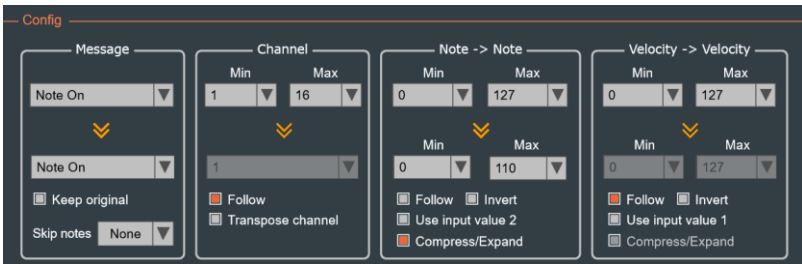 Config
Message
Note On
Note On
Keep original
Skip notes None
Channel
Min Max
1 16
1
Follow
Transpose channel
Note -> Note
Min Max
0 127
Min Max
0 110
Follow Invert
Use input value 2
Compress/Expand
Velocity -> Velocity
Min Max
0 127
Min Max
0 127
Follow Invert
Use input value 1
Compress/Expand